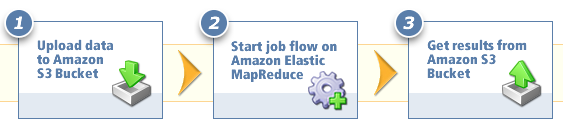 1
Upload data
to Amazon
S3 Bucket
2
Start job flow on
Amazon Elastic
MapReduce
3
Get results from
Amazon S3
Bucket